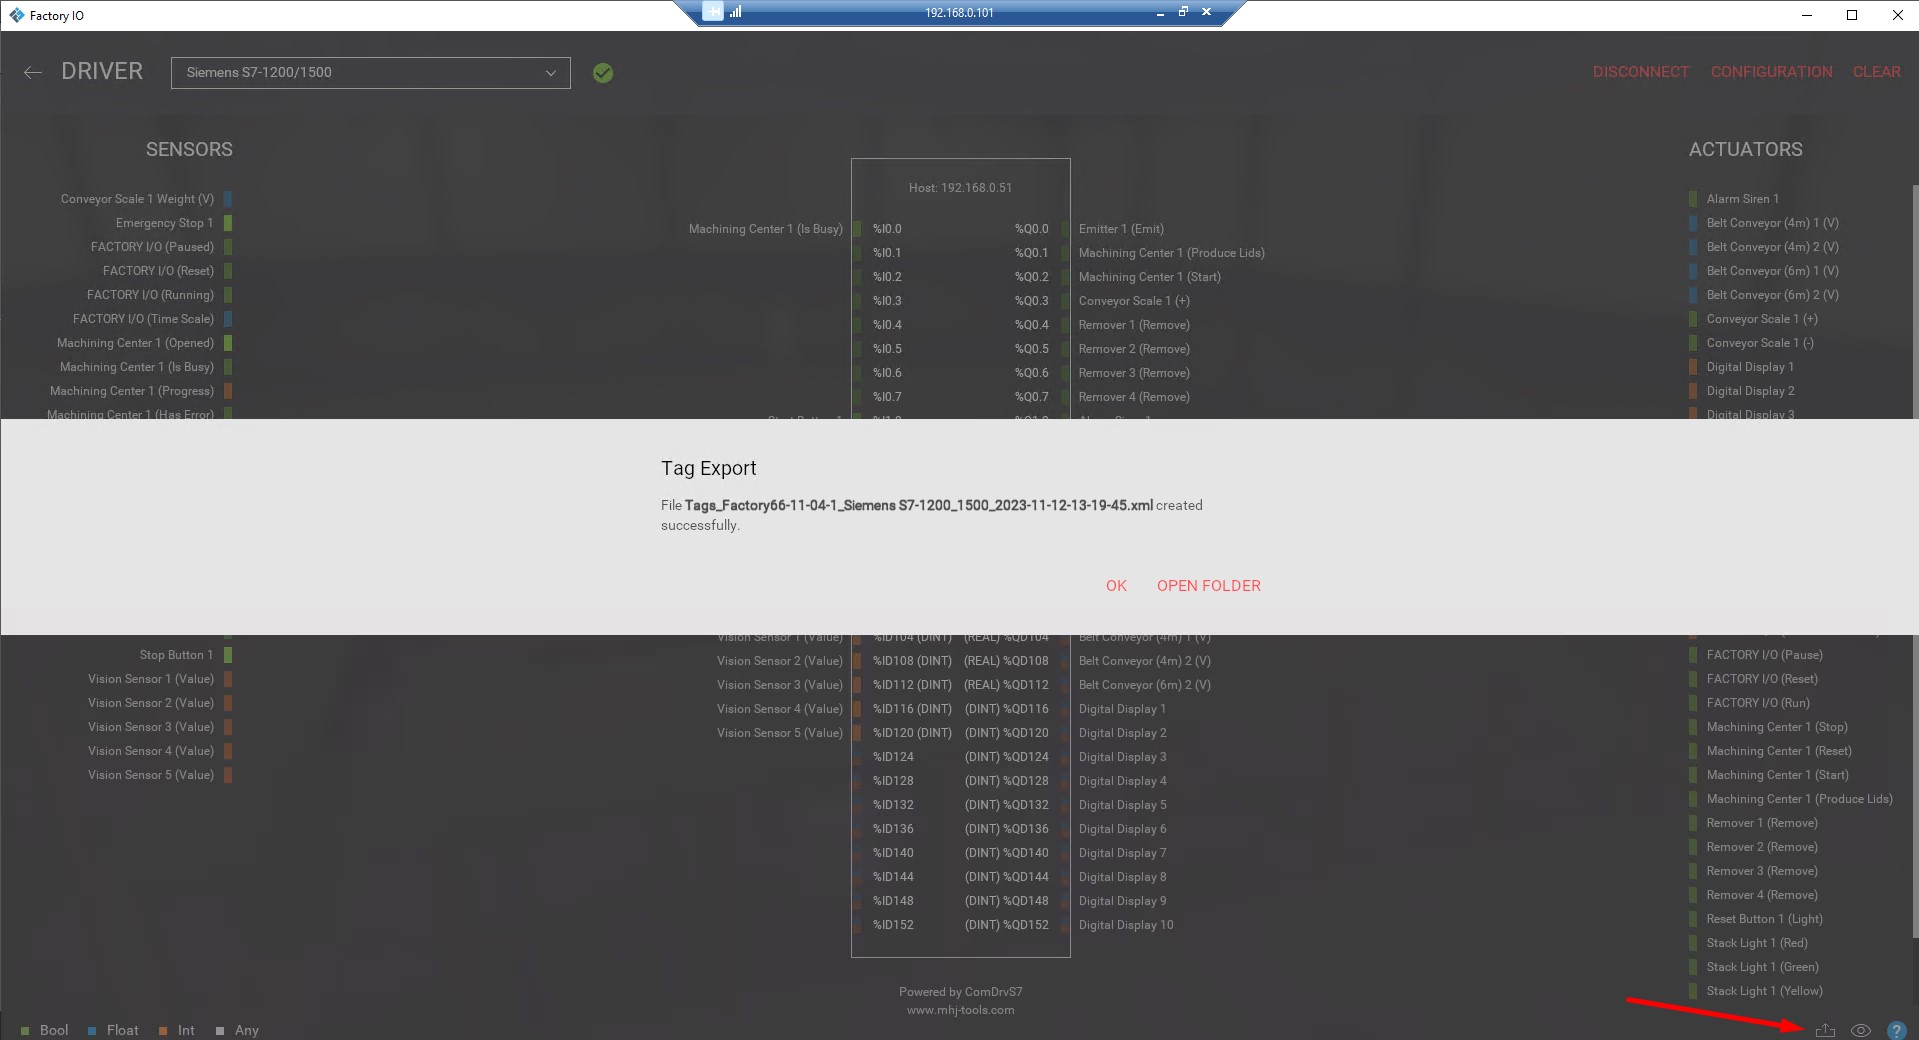 Factory IO
192.168.0.101
DRIVER
Siemens S7-1200/1500
DISCONNECT CONFIGURATION CLEAR
SENSORS
Conveyor Scale 1 Weight (V)
Emergency Stop 1
FACTORY I/O (Paused)
FACTORY I/O (Reset)
FACTORY I/O (Running)
FACTORY I/O (Time Scale)
Machining Center 1 (Opened)
Machining Center 1 (Is Busy)
Machining Center 1 (Progress)
Machining Center 1 (Has Error)
Host: 192.168.0.51
Machining Center 1 (Is Busy) %I0.0 %Q0.0 Emitter 1 (Emit)
%I0.1 %Q0.1 Machining Center 1 (Produce Lids)
%I0.2 %Q0.2 Machining Center 1 (Start)
%I0.3 %Q0.3 Conveyor Scale 1 (+)
%I0.4 %Q0.4 Remover 1 (Remove)
%I0.5 %Q0.5 Remover 2 (Remove)
%I0.6 %Q0.6 Remover 3 (Remove)
%I0.7 %Q0.7 Remover 4 (Remove)
ACTUATORS
Alarm Siren 1
Belt Conveyor (4m) 1 (V)
Belt Conveyor (4m) 2 (V)
Belt Conveyor (6m) 1 (V)
Belt Conveyor (6m) 2 (V)
Conveyor Scale 1 (+)
Conveyor Scale 1 (-)
Digital Display 1
Digital Display 2
Digital Display 3
Tag Export
File Tags_Factory66-11-04-1_Siemens S7-1200_1500_2023-11-12-13-19-45.xml created
successfully.
OK OPEN FOLDER
Stop Button 1
Vision Sensor 1 (Value)
Vision Sensor 2 (Value)
Vision Sensor 3 (Value)
Vision Sensor 4 (Value)
Vision Sensor 5 (Value)
Vision Sensor 1 (Value) %ID104 (DINT) (REAL) %QD104 Belt Conveyor (4m) 1 (V)
Vision Sensor 2 (Value) %ID108 (DINT) (REAL) %QD108 Belt Conveyor (4m) 2 (V)
Vision Sensor 3 (Value) %ID112 (DINT) (REAL) %QD112 Belt Conveyor (6m) 2 (V)
Vision Sensor 4 (Value) %ID116 (DINT) (DINT) %QD116 Digital Display 1
Vision Sensor 5 (Value) %ID120 (DINT) (DINT) %QD120 Digital Display 2
%ID124 (DINT) %QD124 Digital Display 3
%ID128 (DINT) %QD128 Digital Display 4
%ID132 (DINT) %QD132 Digital Display 5
%ID136 (DINT) %QD136 Digital Display 6
%ID140 (DINT) %QD140 Digital Display 7
%ID144 (DINT) %QD144 Digital Display 8
%ID148 (DINT) %QD148 Digital Display 9
%ID152 (DINT) %QD152 Digital Display 10
FACTORY I/O (Pause)
FACTORY I/O (Reset)
FACTORY I/O (Run)
Machining Center 1 (Stop)
Machining Center 1 (Reset)
Machining Center 1 (Start)
Machining Center 1 (Produce Lids)
Remover 1 (Remove)
Remover 2 (Remove)
Remover 3 (Remove)
Remover 4 (Remove)
Reset Button 1 (Light)
Stack Light 1 (Red)
Stack Light 1 (Green)
Stack Light 1 (Yellow)
Powered by ComDrvS7
www.mhj-tools.com
Bool Float Int Any
?